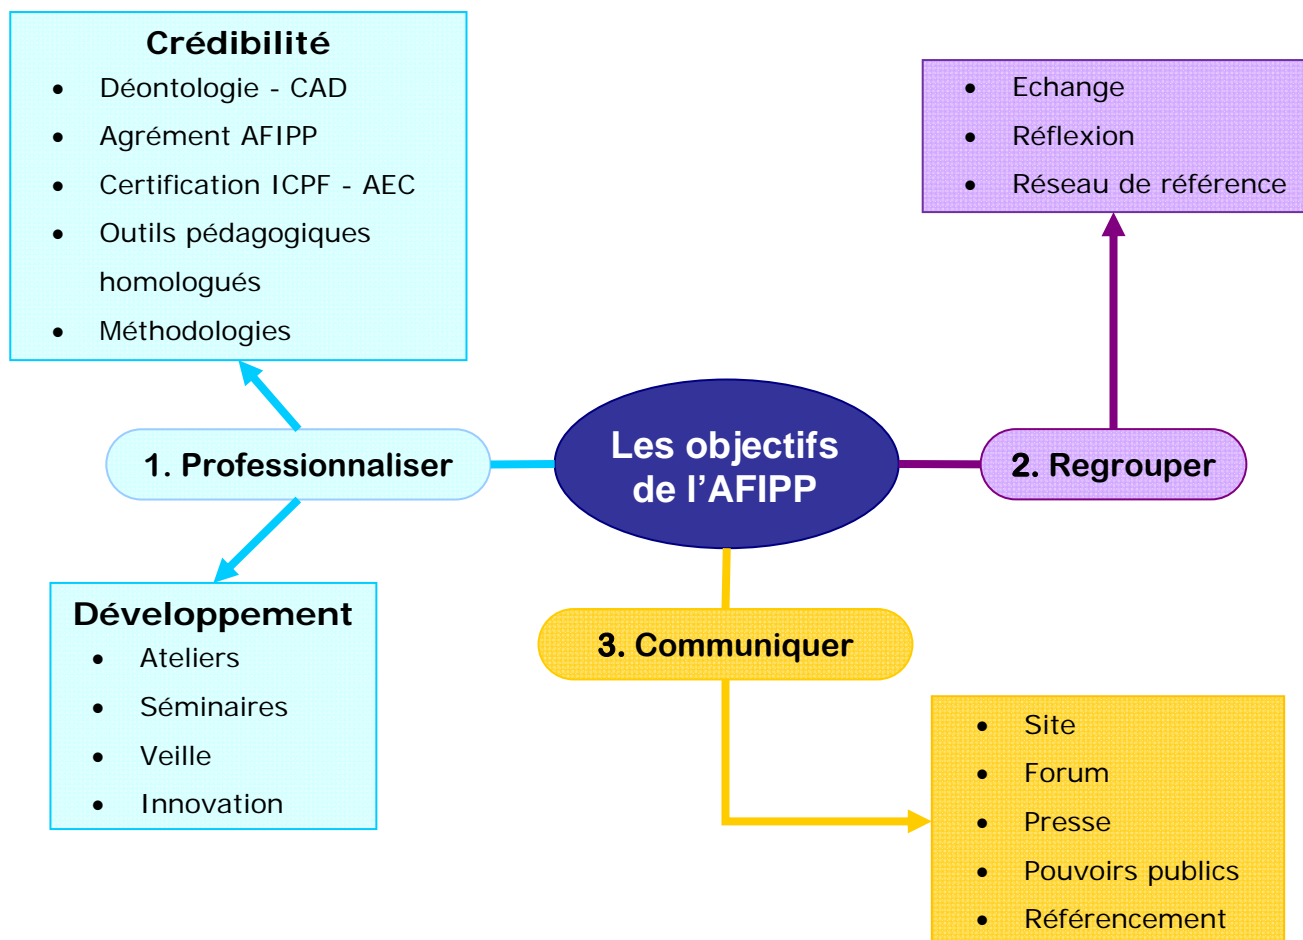 Crédibilité
• Déontologie - CAD
• Agrément AFIPP
• Certification ICPF - AEC
• Outils pédagogiques
homologués
• Méthodologies
• Echange
• Réflexion
• Réseau de référence
Les objectifs
de l’AFIPP
1. Professionnaliser
2. Regrouper
Développement
• Ateliers
• Séminaires
• Veille
• Innovation
3. Communiquer
• Site
• Forum
• Presse
• Pouvoirs publics
• Référencement